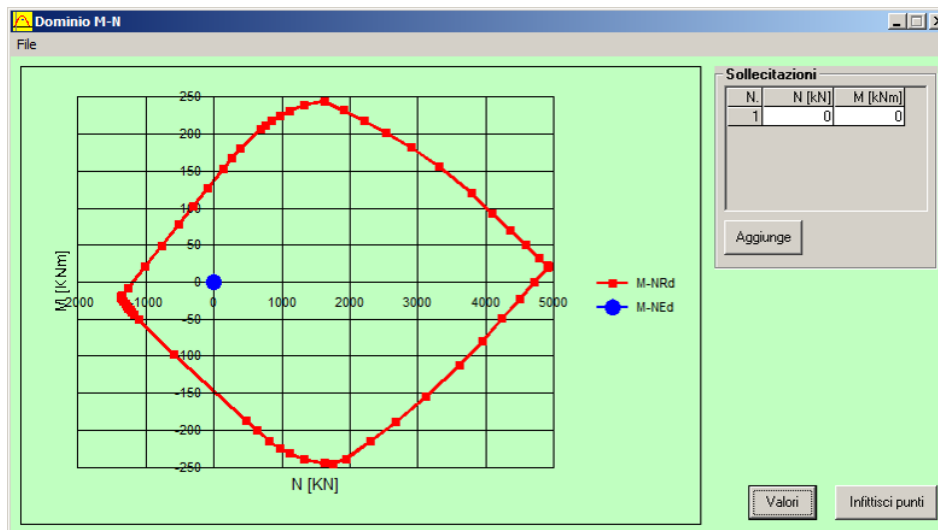 Dominio M-N
File
250
200
150
100
50
0
-50
-100
-150
-200
-250
-2000
-1000
0
1000
2000
3000
4000
5000
M [KNm]
N [KN]
M-NRd
M-NEd
Sollecitazioni
N. N [kN] M [kNm]
1 0 0
Aggiunge
Valori
Infittisci punti